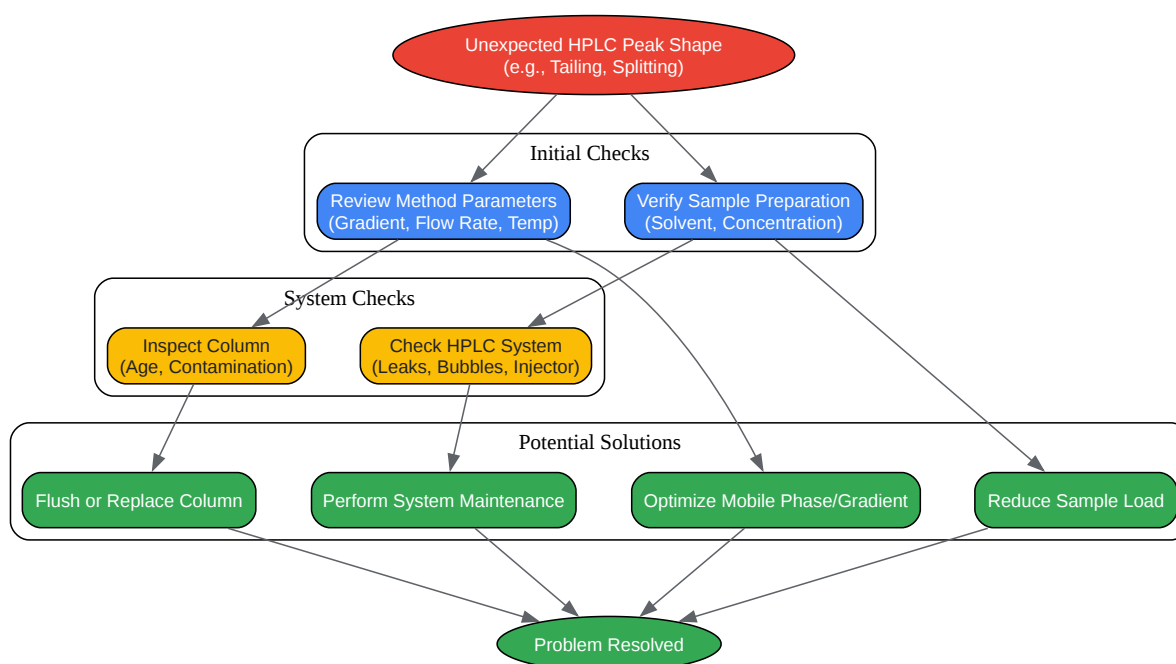 Unexpected HPLC Peak Shape
(e.g., Tailing, Splitting)
Initial Checks
Review Method Parameters
(Gradient, Flow Rate, Temp)
Verify Sample Preparation
(Solvent, Concentration)
System Checks
Inspect Column
(Age, Contamination)
Check HPLC System
(Leaks, Bubbles, Injector)
Potential Solutions
Flush or Replace Column
Perform System Maintenance
Optimize Mobile Phase/Gradient
Reduce Sample Load
Problem Resolved